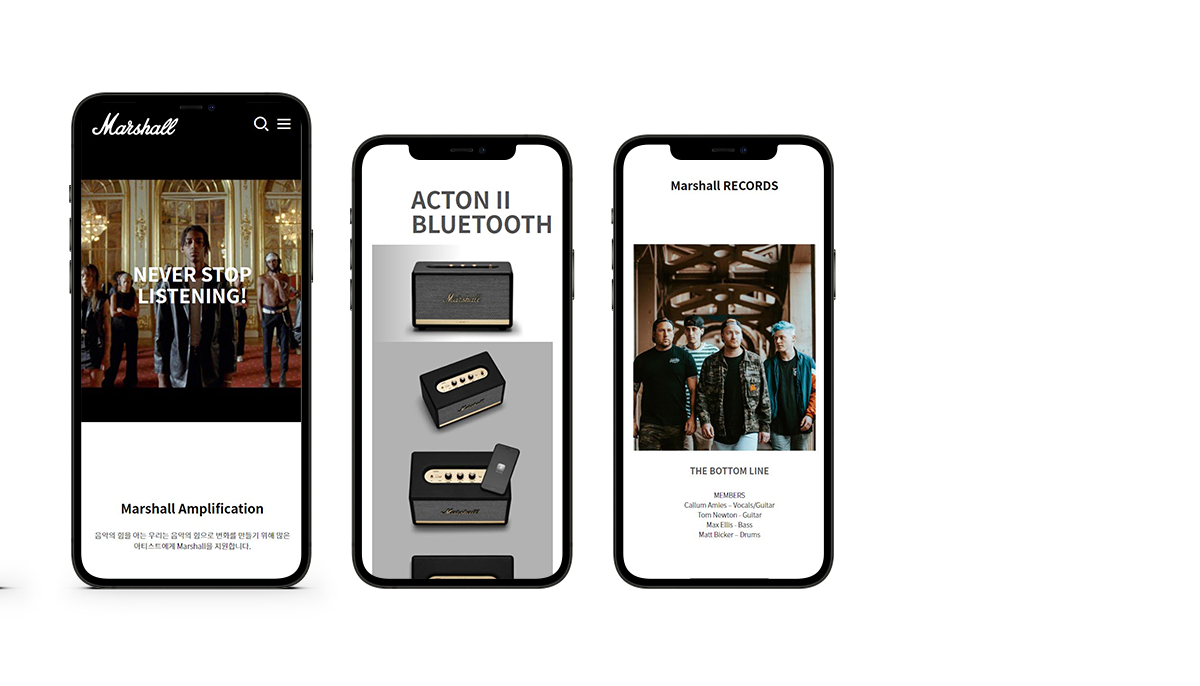 Marshall
NEVER STOP
LISTENING!
Marshall Amplification
음악의 힘을 아는 우리는 음악의 힘으로 변화를 만들기 위해 많은
아티스트에게 Marshall을 지원합니다.
ACTON II
BLUETOOTH
Marshall
Marshall
Marshall
Marshall RECORDS
THE BOTTOM LINE
MEMBERS
Callum Amies – Vocals/Guitar
Tom Newton - Guitar
Max Ellis - Bass
Matt Bicker – Drums